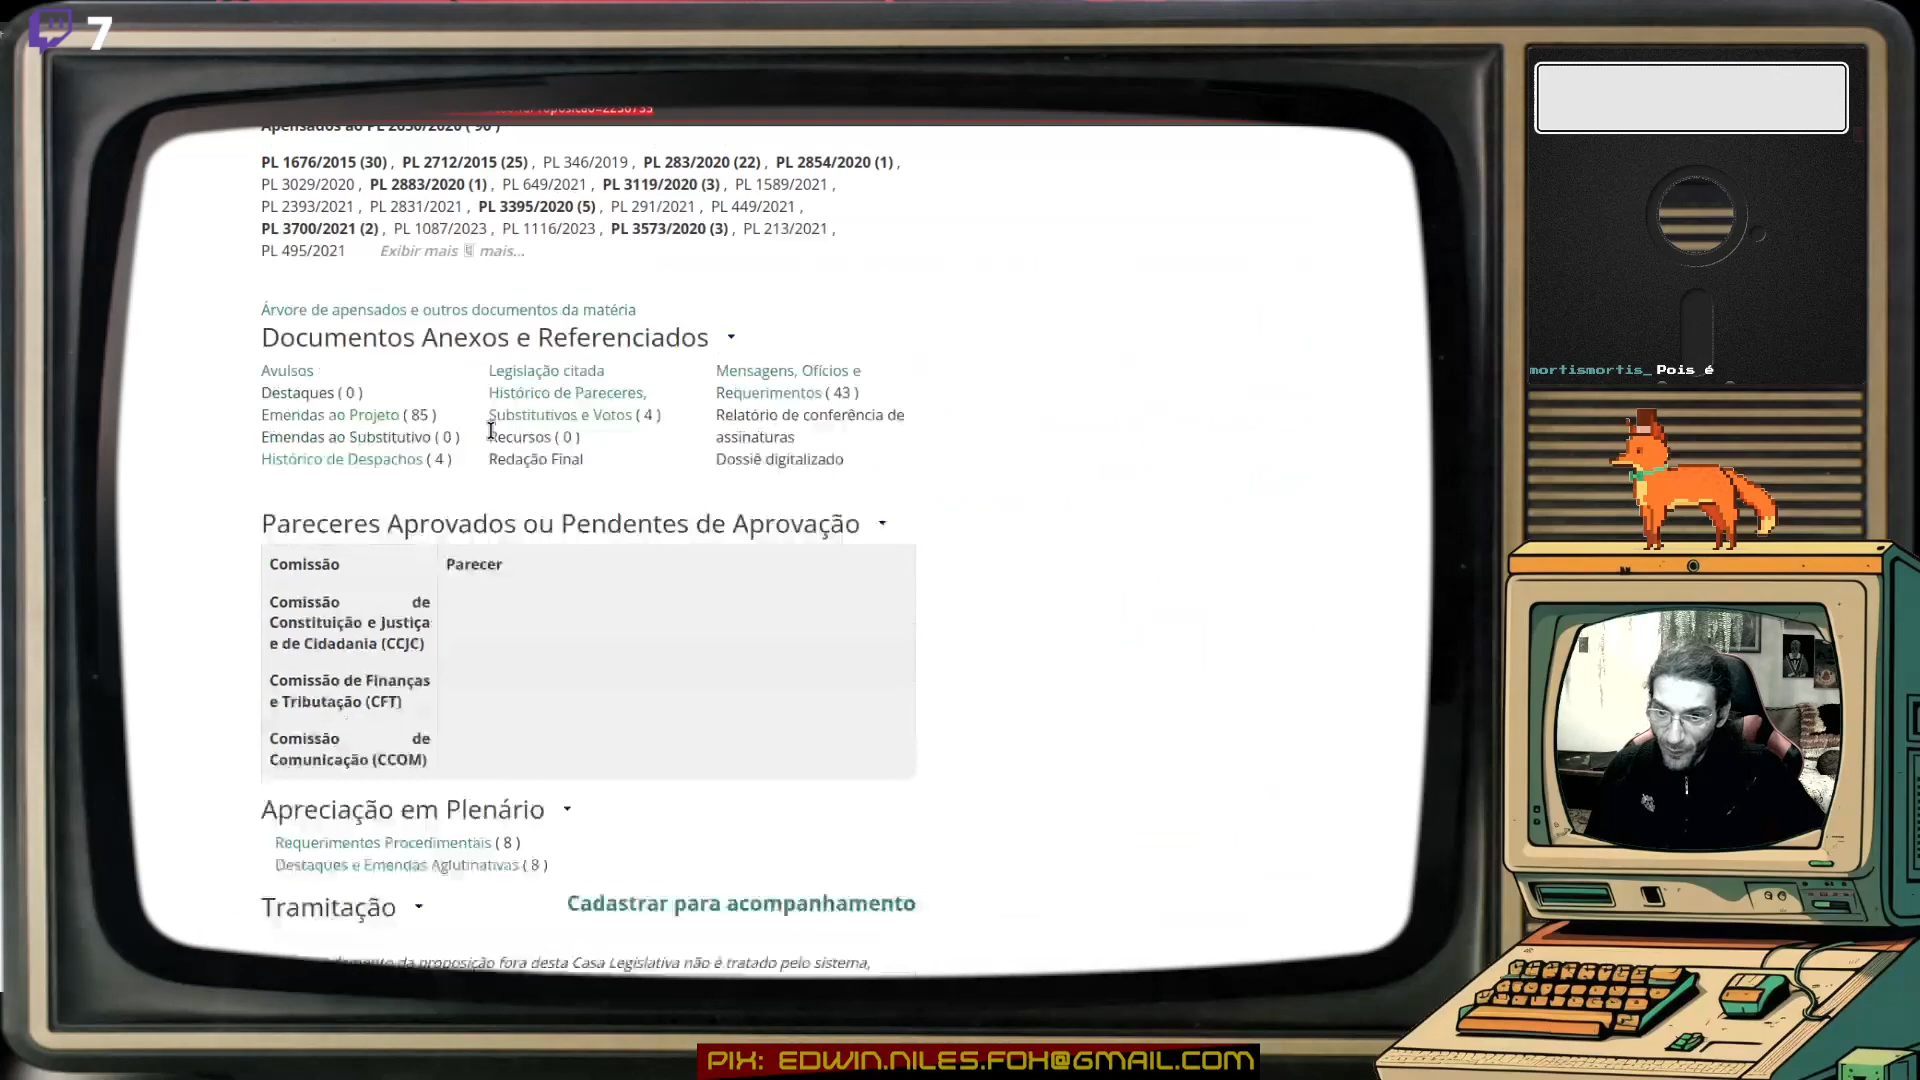 7
Apensados ao PL 2630/2020 ( 90 )
PL 1676/2015 (30) , PL 2712/2015 (25) , PL 346/2019 , PL 283/2020 (22) , PL 2854/2020 (1) ,
PL 3029/2020 , PL 2883/2020 (1) , PL 649/2021 , PL 3119/2020 (3) , PL 1589/2021 ,
PL 2393/2021 , PL 2831/2021 , PL 3395/2020 (5) , PL 291/2021 , PL 449/2021 ,
PL 3700/2021 (2) , PL 1087/2023 , PL 1116/2023 , PL 3573/2020 (3) , PL 213/2021 ,
PL 495/2021 Exibir mais mais...
Árvore de apensados e outros documentos da matéria
Documentos Anexos e Referenciados
Avulsos
Destaques ( 0 )
Emendas ao Projeto ( 85 )
Emendas ao Substitutivo ( 0 )
Histórico de Despachos ( 4 )
Legislação citada
Histórico de Pareceres,
Substitutivos e Votos ( 4 )
Recursos ( 0 )
Redação Final
Mensagens, Ofícios e
Requerimentos ( 43 )
Relatório de conferência de
assinaturas
Dossiê digitalizado
Pareceres Aprovados ou Pendentes de Aprovação
Comissão Parecer
Comissão de
Constituição e Justiça
e de Cidadania (CCJC)
Comissão de Finanças
e Tributação (CFT)
Comissão de
Comunicação (CCOM)
Apreciação em Plenário
Requerimentos Procedimentais ( 8 )
Destaques e Emendas Aglutinativas ( 8 )
Tramitação Cadastrar para acompanhamento
da proposição fora desta Casa Legislativa não é tratado pelo sistema,
mortismortis_ Pois é
PIX: EDWIN.NILES.FOH@GMAIL.COM